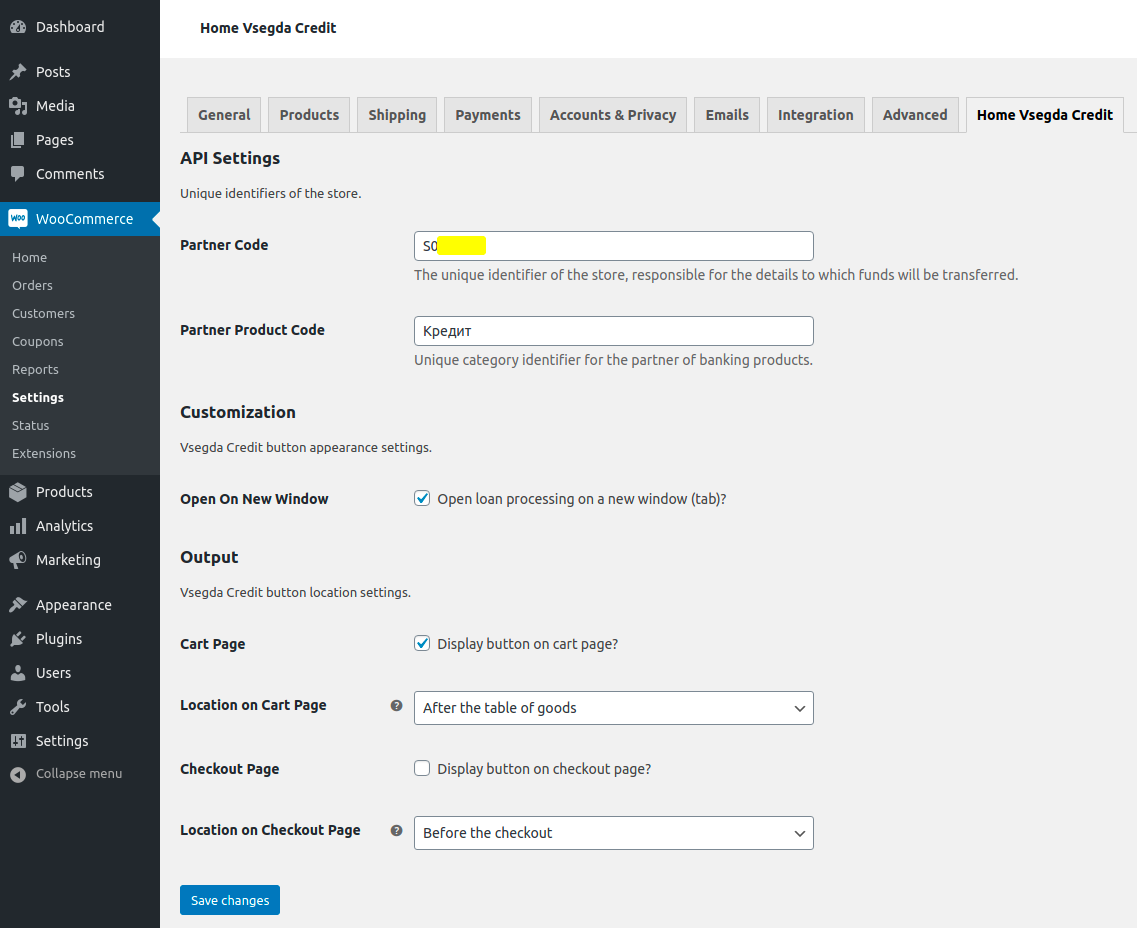 Dashboard
Posts
Media
Pages
Comments
WooCommerce
Home
Orders
Customers
Coupons
Reports
Settings
Status
Extensions
Products
Analytics
Marketing
Appearance
Plugins
Users
Tools
Settings
Collapse menu
Home Vsegda Credit
General Products Shipping Payments Accounts & Privacy Emails Integration Advanced Home Vsegda Credit
API Settings
Unique identifiers of the store.
Partner Code S0
The unique identifier of the store, responsible for the details to which funds will be transferred.
Partner Product Code Кредит
Unique category identifier for the partner of banking products.
Customization
Vsegda Credit button appearance settings.
Open On New Window Open loan processing on a new window (tab)?
Output
Vsegda Credit button location settings.
Cart Page Display button on cart page?
Location on Cart Page ? After the table of goods
Checkout Page Display button on checkout page?
Location on Checkout Page ? Before the checkout
Save changes